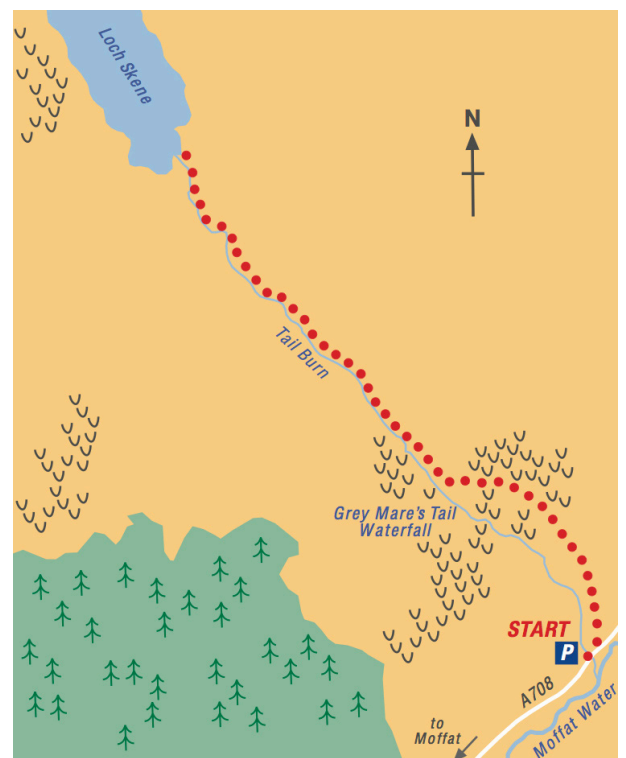 Loch Skene
N
Tail Burn
Grey Mare's Tail
Waterfall
START
P
A708
to
Moffat
Moffat Water